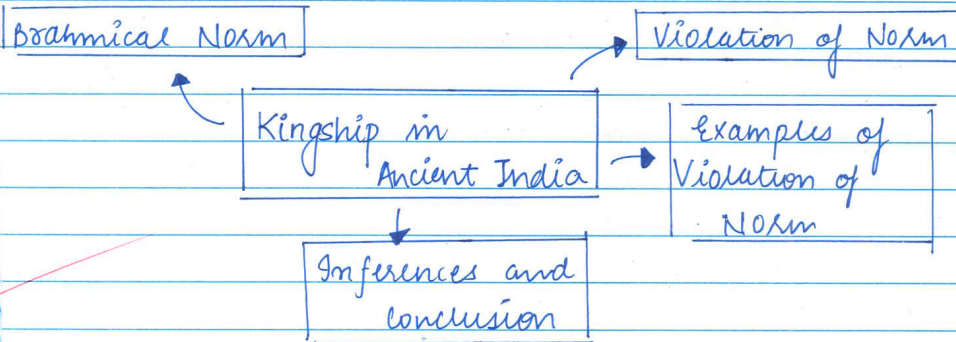 Brahmical Norm
Violation of Norm
Kingship in
Ancient India
Examples of
Violation of
Norm
Inferences and
Conclusion